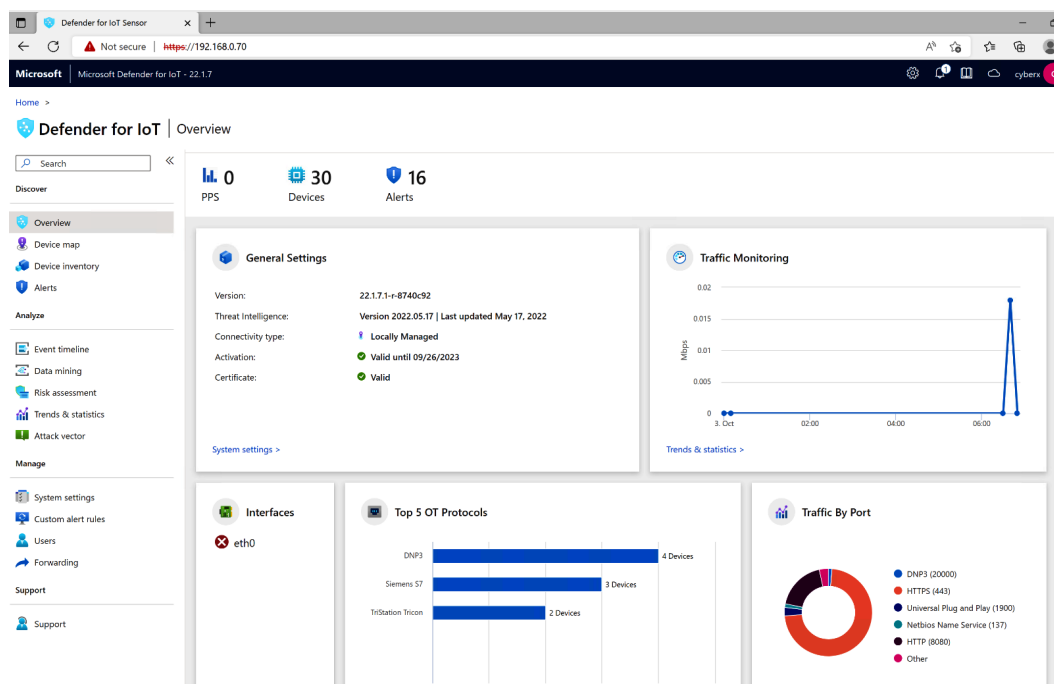 Defender for IoT Sensor
Not secure | https://192.168.0.70
Microsoft | Microsoft Defender for IoT - 22.1.7
1
cyberx
Home >
Defender for IoT | Overview
Search
Discover
Overview
Device map
Device inventory
Alerts
Analyze
Event timeline
Data mining
Risk assessment
Trends & statistics
Attack vector
Manage
System settings
Custom alert rules
Users
Forwarding
Support
Support
0
PPS
30
Devices
16
Alerts
General Settings
Version: 22.1.7.1-r-8740c92
Threat Intelligence: Version 2022.05.17 | Last updated May 17, 2022
Connectivity type: Locally Managed
Activation: Valid until 09/26/2023
Certificate: Valid
System settings >
Traffic Monitoring
Mbps
0.02
0.015
0.01
0.005
0
3. Oct 02:00 04:00 06:00
Trends & statistics >
Interfaces
eth0
Top 5 OT Protocols
DNP3 4 Devices
Siemens S7 3 Devices
TriStation Tricon 2 Devices
Traffic By Port
DNP3 (20000)
HTTPS (443)
Universal Plug and Play (1900)
Netbios Name Service (137)
HTTP (8080)
Other